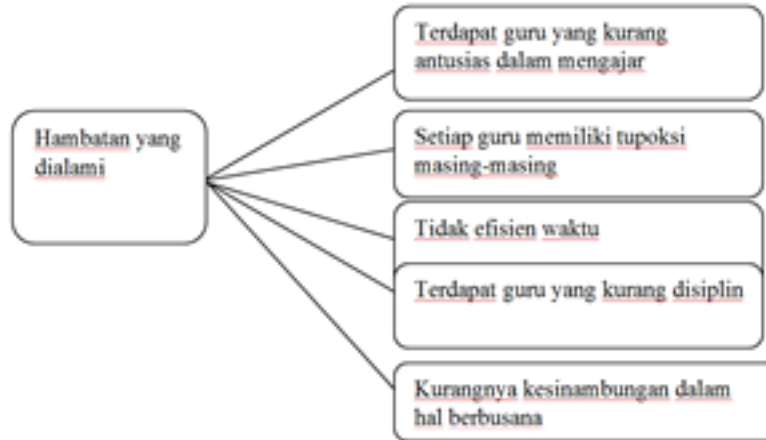 Hambatan yang
dialami
Terdapat guru yang kurang
antusias dalam mengajar
Setiap guru memiliki tupoksi
masing-masing
Tidak efisien waktu
Terdapat guru yang kurang disiplin
Kurangnya kesinambungan dalam
hal berbusana